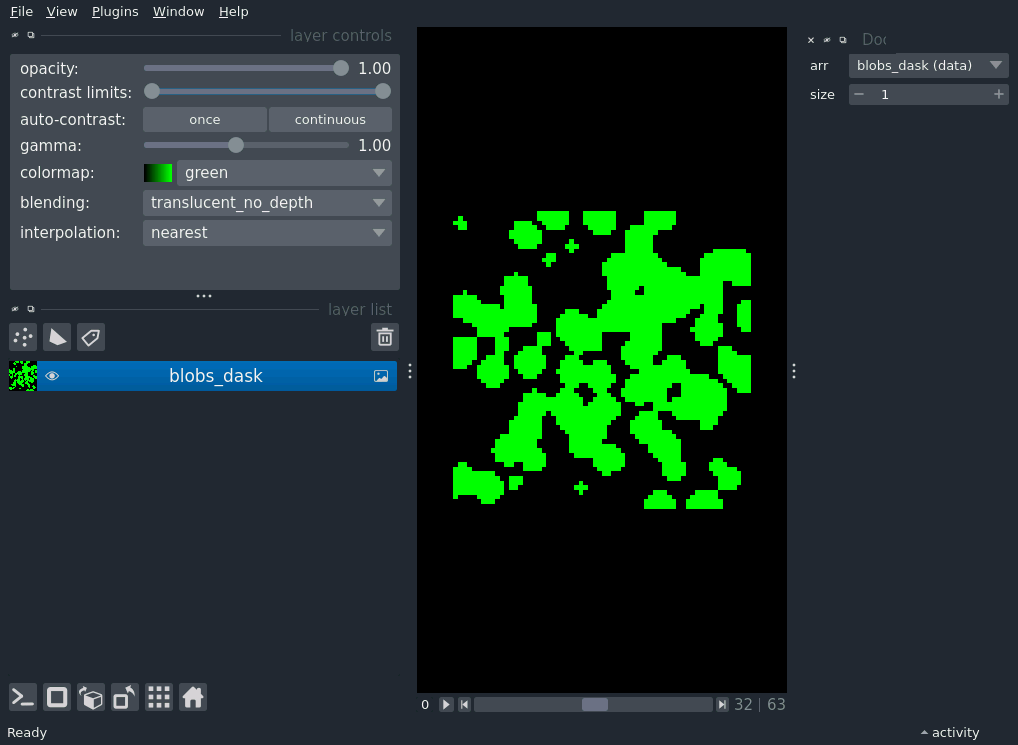 File View Plugins Window Help
layer controls
opacity: 1.00
contrast limits:
auto-contrast: once continuous
gamma: 1.00
colormap: green
blending: translucent_no_depth
interpolation: nearest
layer list
blobs_dask
0 32 | 63
Ready
arr blobs_dask (data)
size 1
activity